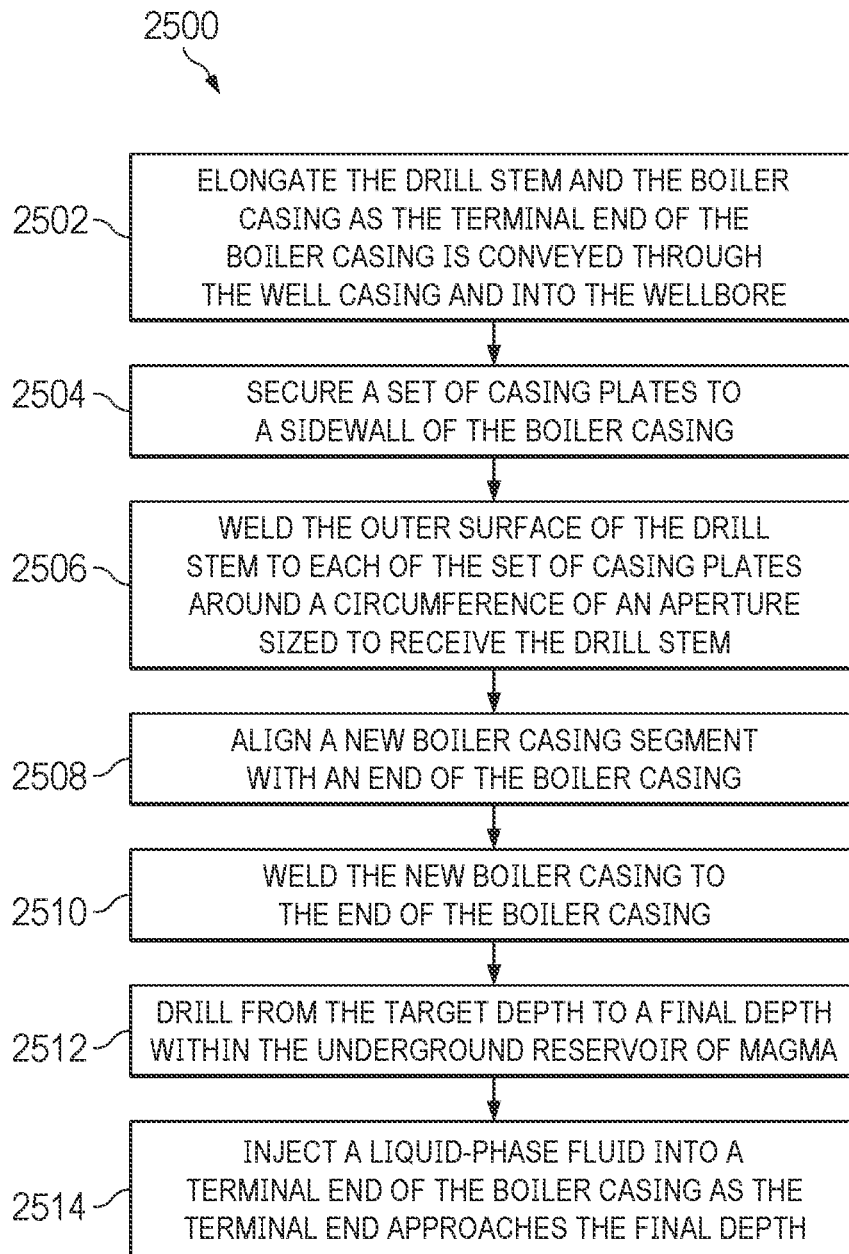 2500
2502
ELONGATE THE DRILL STEM AND THE BOILER
CASING AS THE TERMINAL END OF THE
BOILER CASING IS CONVEYED THROUGH
THE WELL CASING AND INTO THE WELLBORE
2504
SECURE A SET OF CASING PLATES TO
A SIDEWALL OF THE BOILER CASING
2506
WELD THE OUTER SURFACE OF THE DRILL
STEM TO EACH OF THE SET OF CASING PLATES
AROUND A CIRCUMFERENCE OF AN APERTURE
SIZED TO RECEIVE THE DRILL STEM
2508
ALIGN A NEW BOILER CASING SEGMENT
WITH AN END OF THE BOILER CASING
2510
WELD THE NEW BOILER CASING TO
THE END OF THE BOILER CASING
2512
DRILL FROM THE TARGET DEPTH TO A FINAL DEPTH
WITHIN THE UNDERGROUND RESERVOIR OF MAGMA
2514
INJECT A LIQUID-PHASE FLUID INTO A
TERMINAL END OF THE BOILER CASING AS THE
TERMINAL END APPROACHES THE FINAL DEPTH